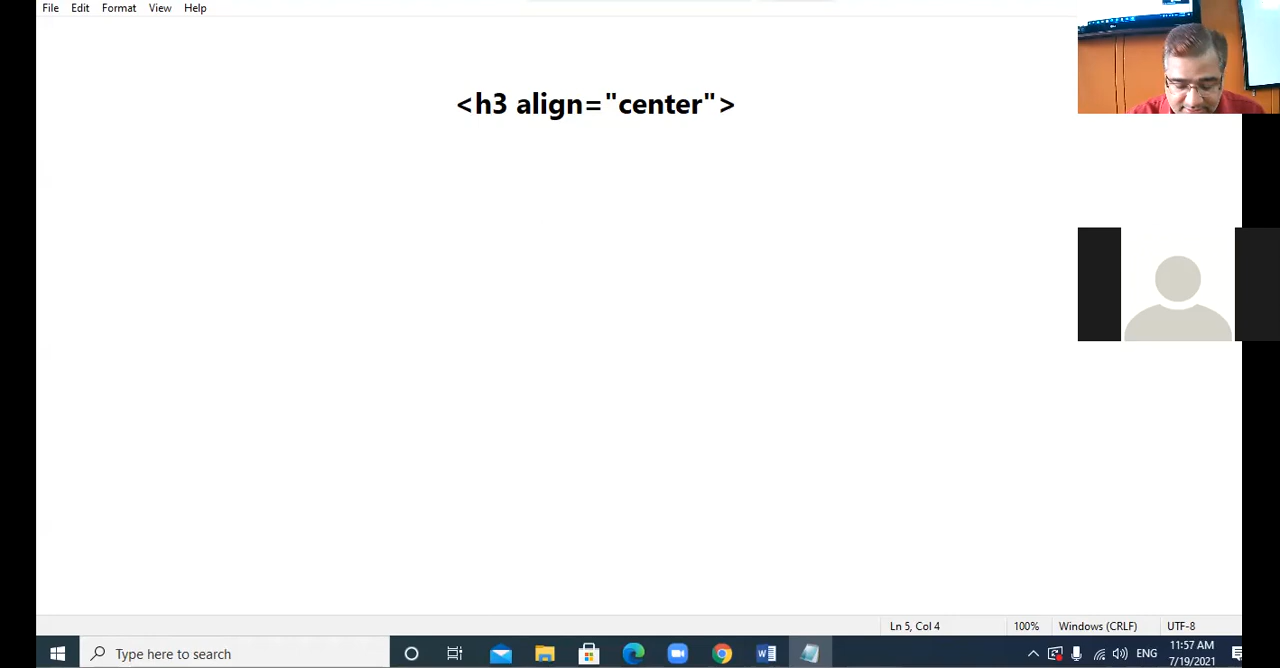 File Edit Format View Help
<h3 align="center">
Ln 5, Col 4 100% Windows (CRLF) UTF-8
Type here to search
ENG
11:57 AM
7/19/2021